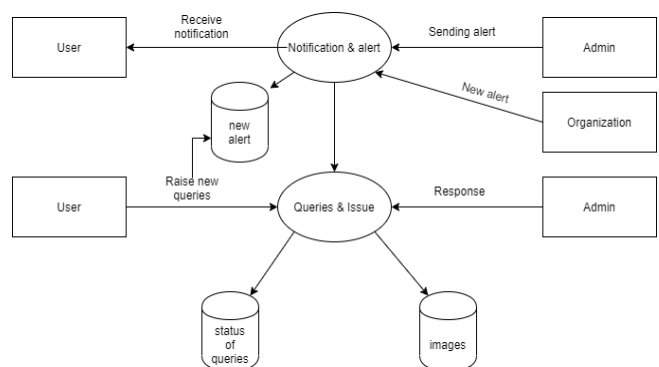 Receive
notification
User
Notification & alert
Sending alert
Admin
New alert
Organization
new
alert
Raise new
queries
User
Queries & Issue
Response
Admin
status
of
queries
images